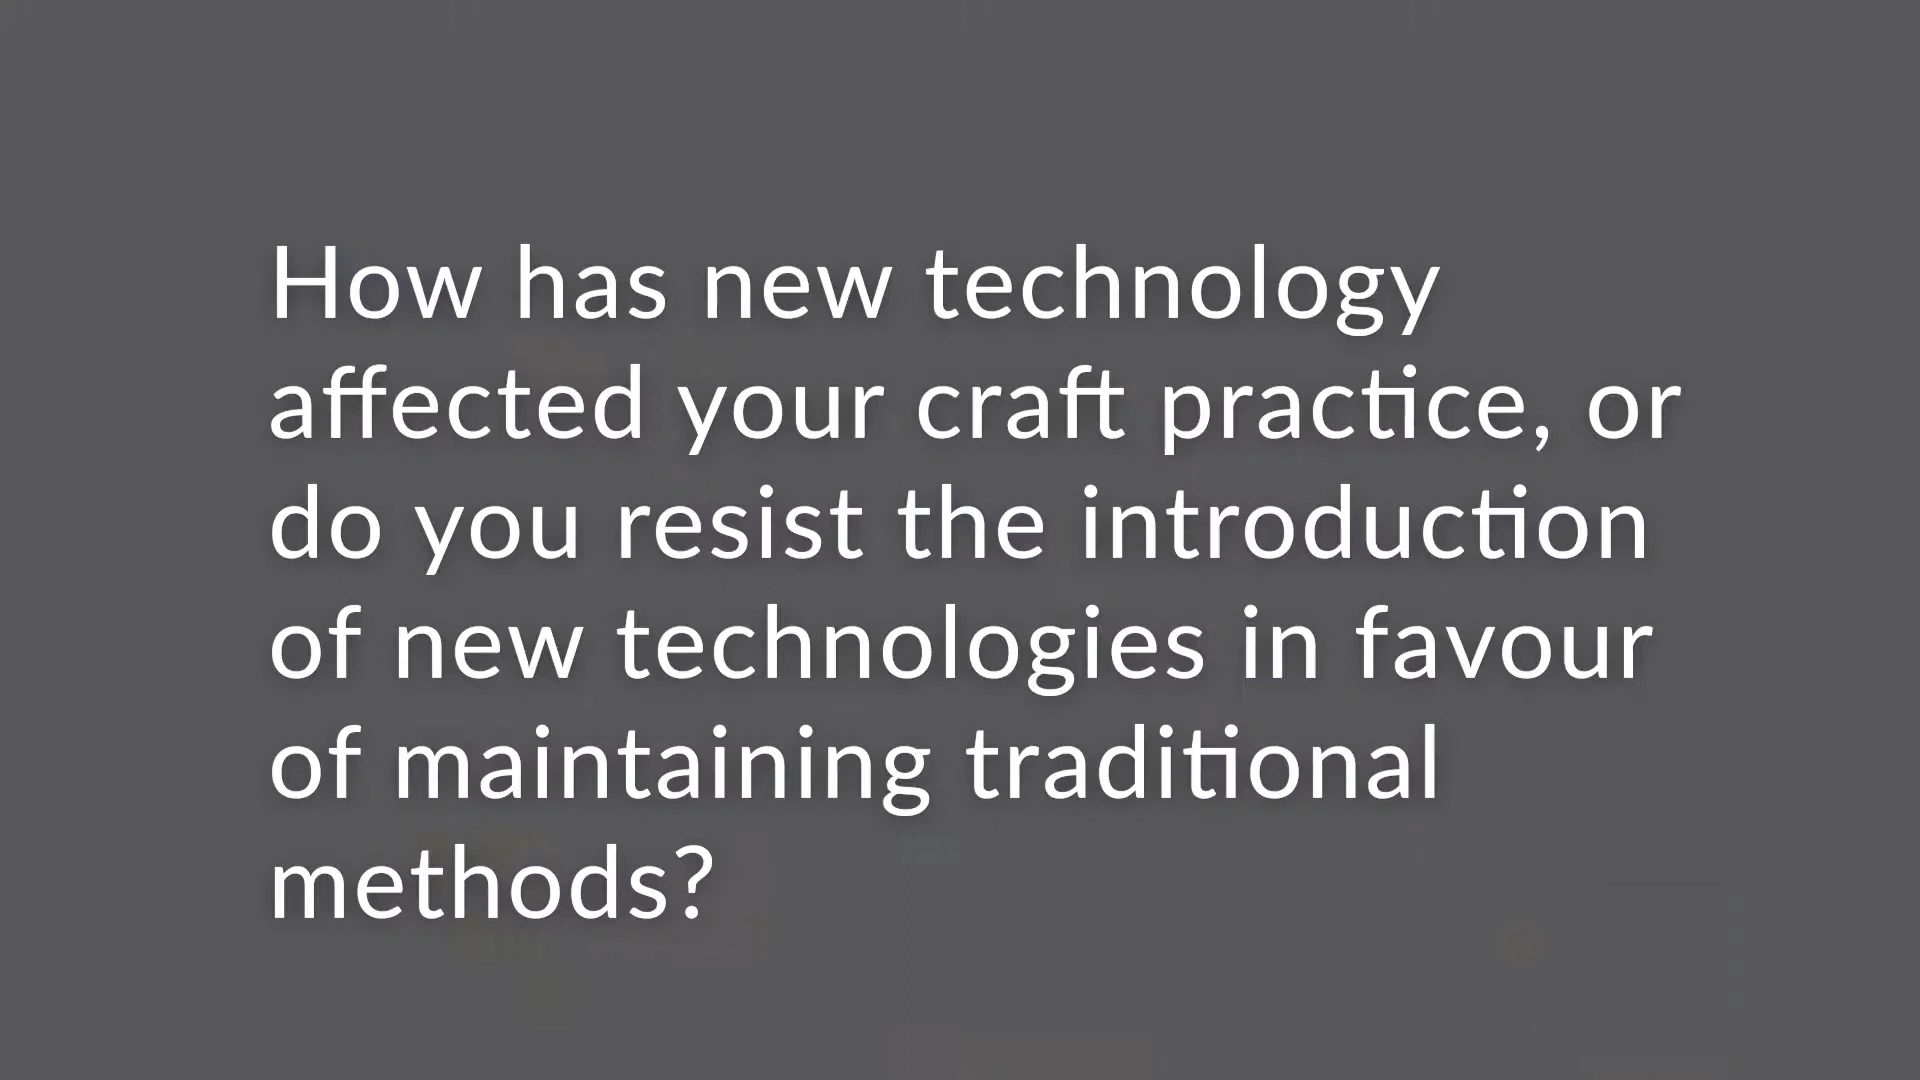 How has new technology
affected your craft practice, or
do you resist the introduction
of new technologies in favour
of maintaining traditional
methods?